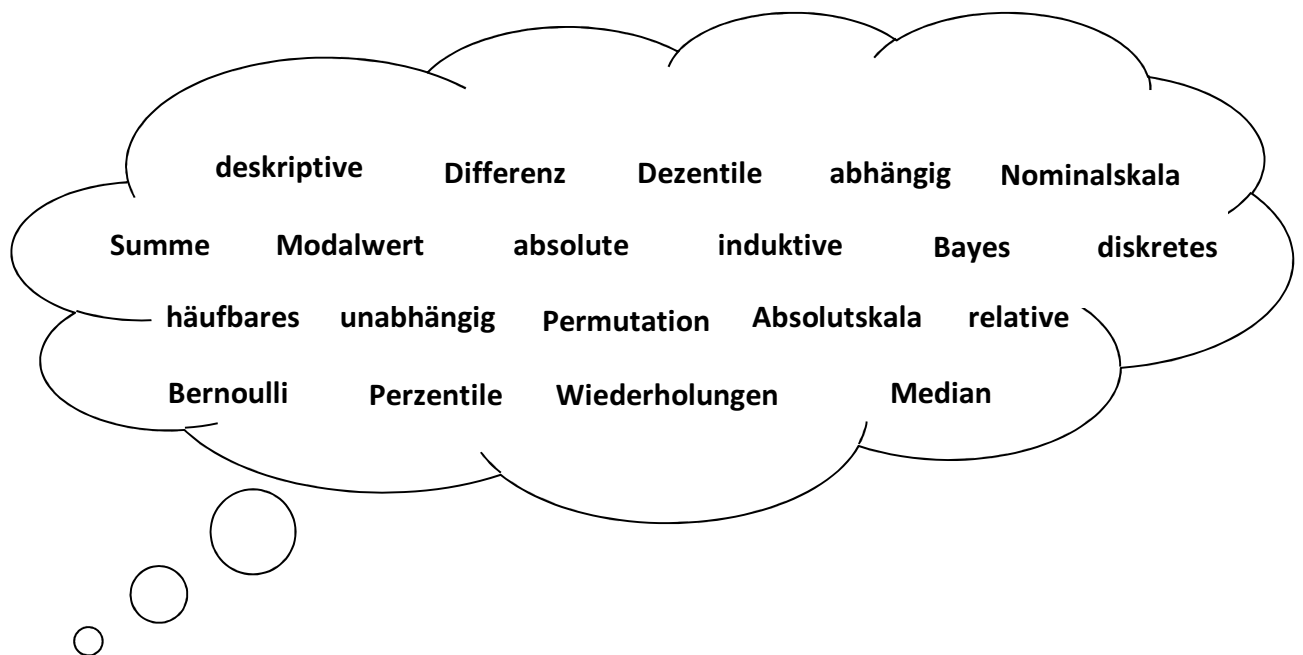 deskriptive Differenz Dezentile abhängig Nominalskala
Summe Modalwert absolute induktive Bayes diskretes
häufbares unabhängig Permutation Absolutskala relative
Bernoulli Perzentile Wiederholungen Median